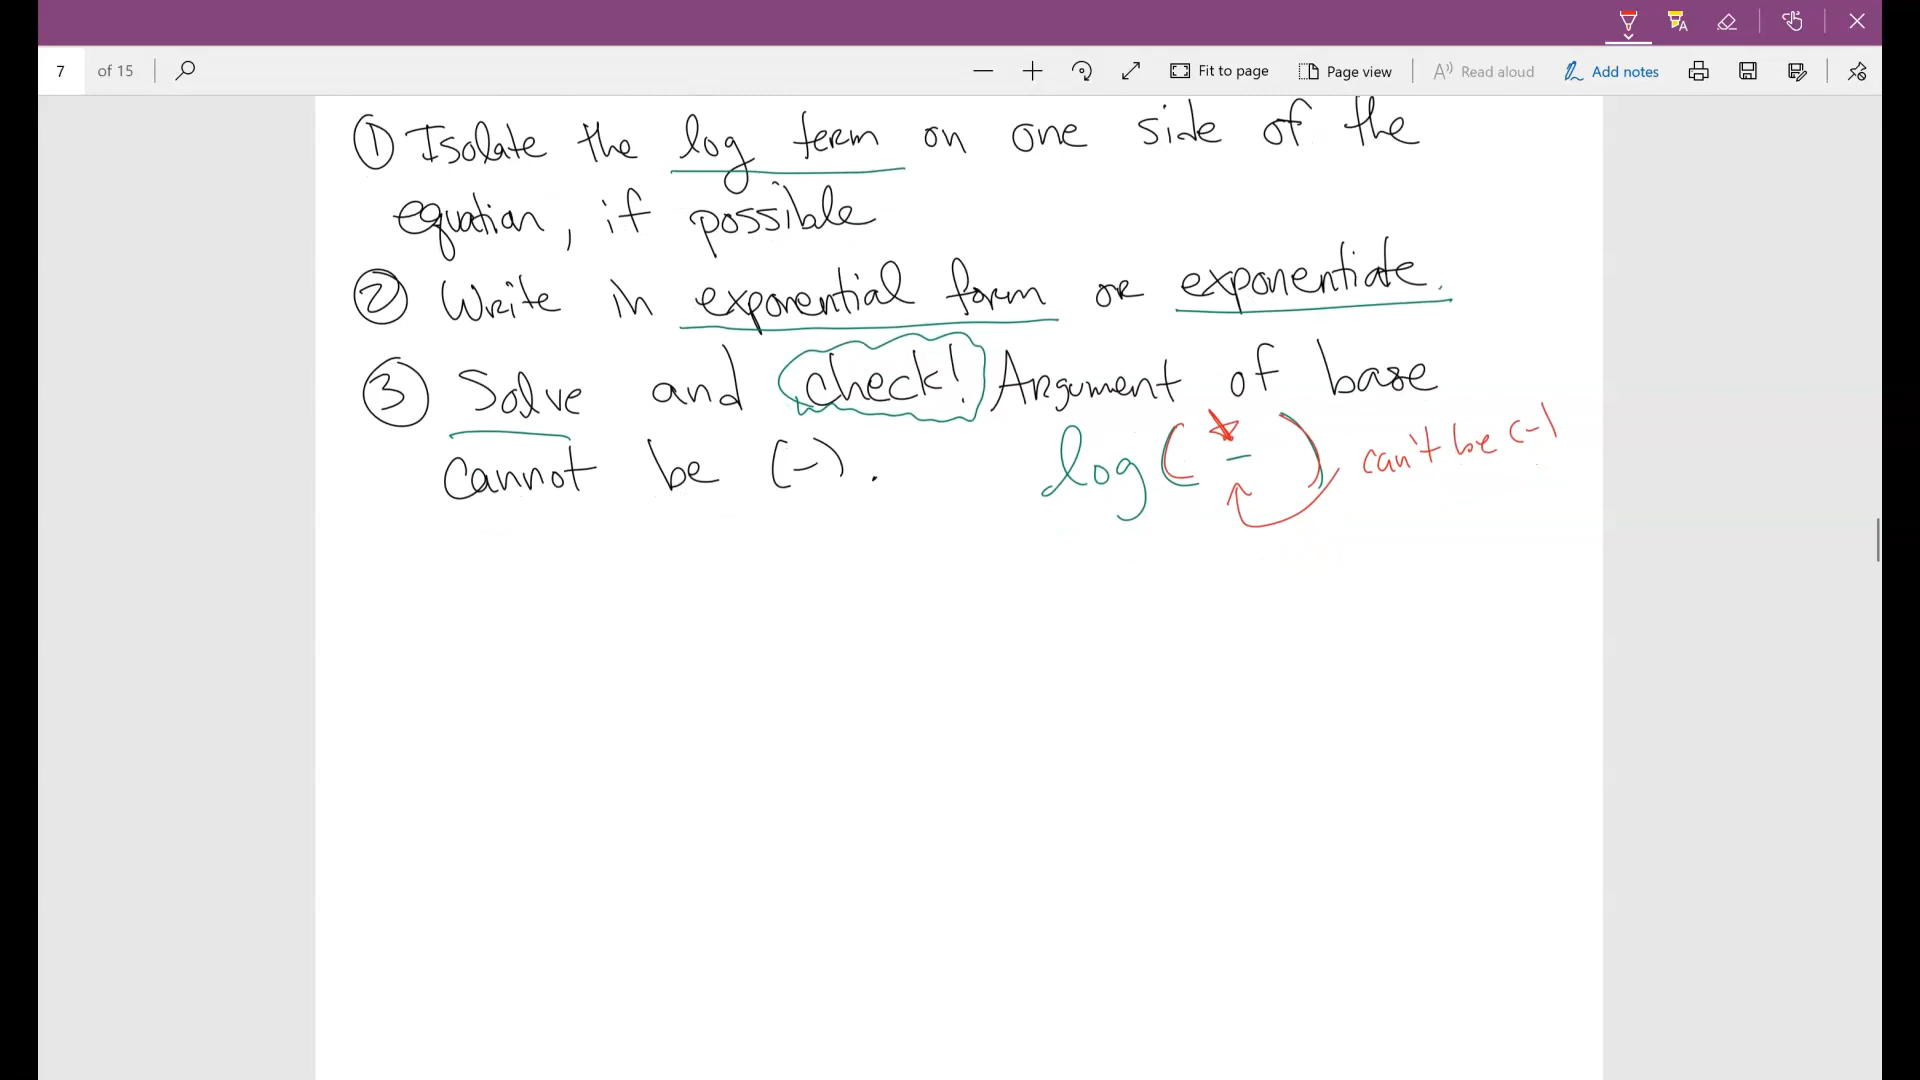 7 of 15
Fit to page
Page view
Read aloud
Add notes
① Isolate the log term on one side of the
equation, if possible
② Write in exponential form or exponentiate.
③ Solve and check! Argument of base
cannot be (-).
log( - ) can't be (-)